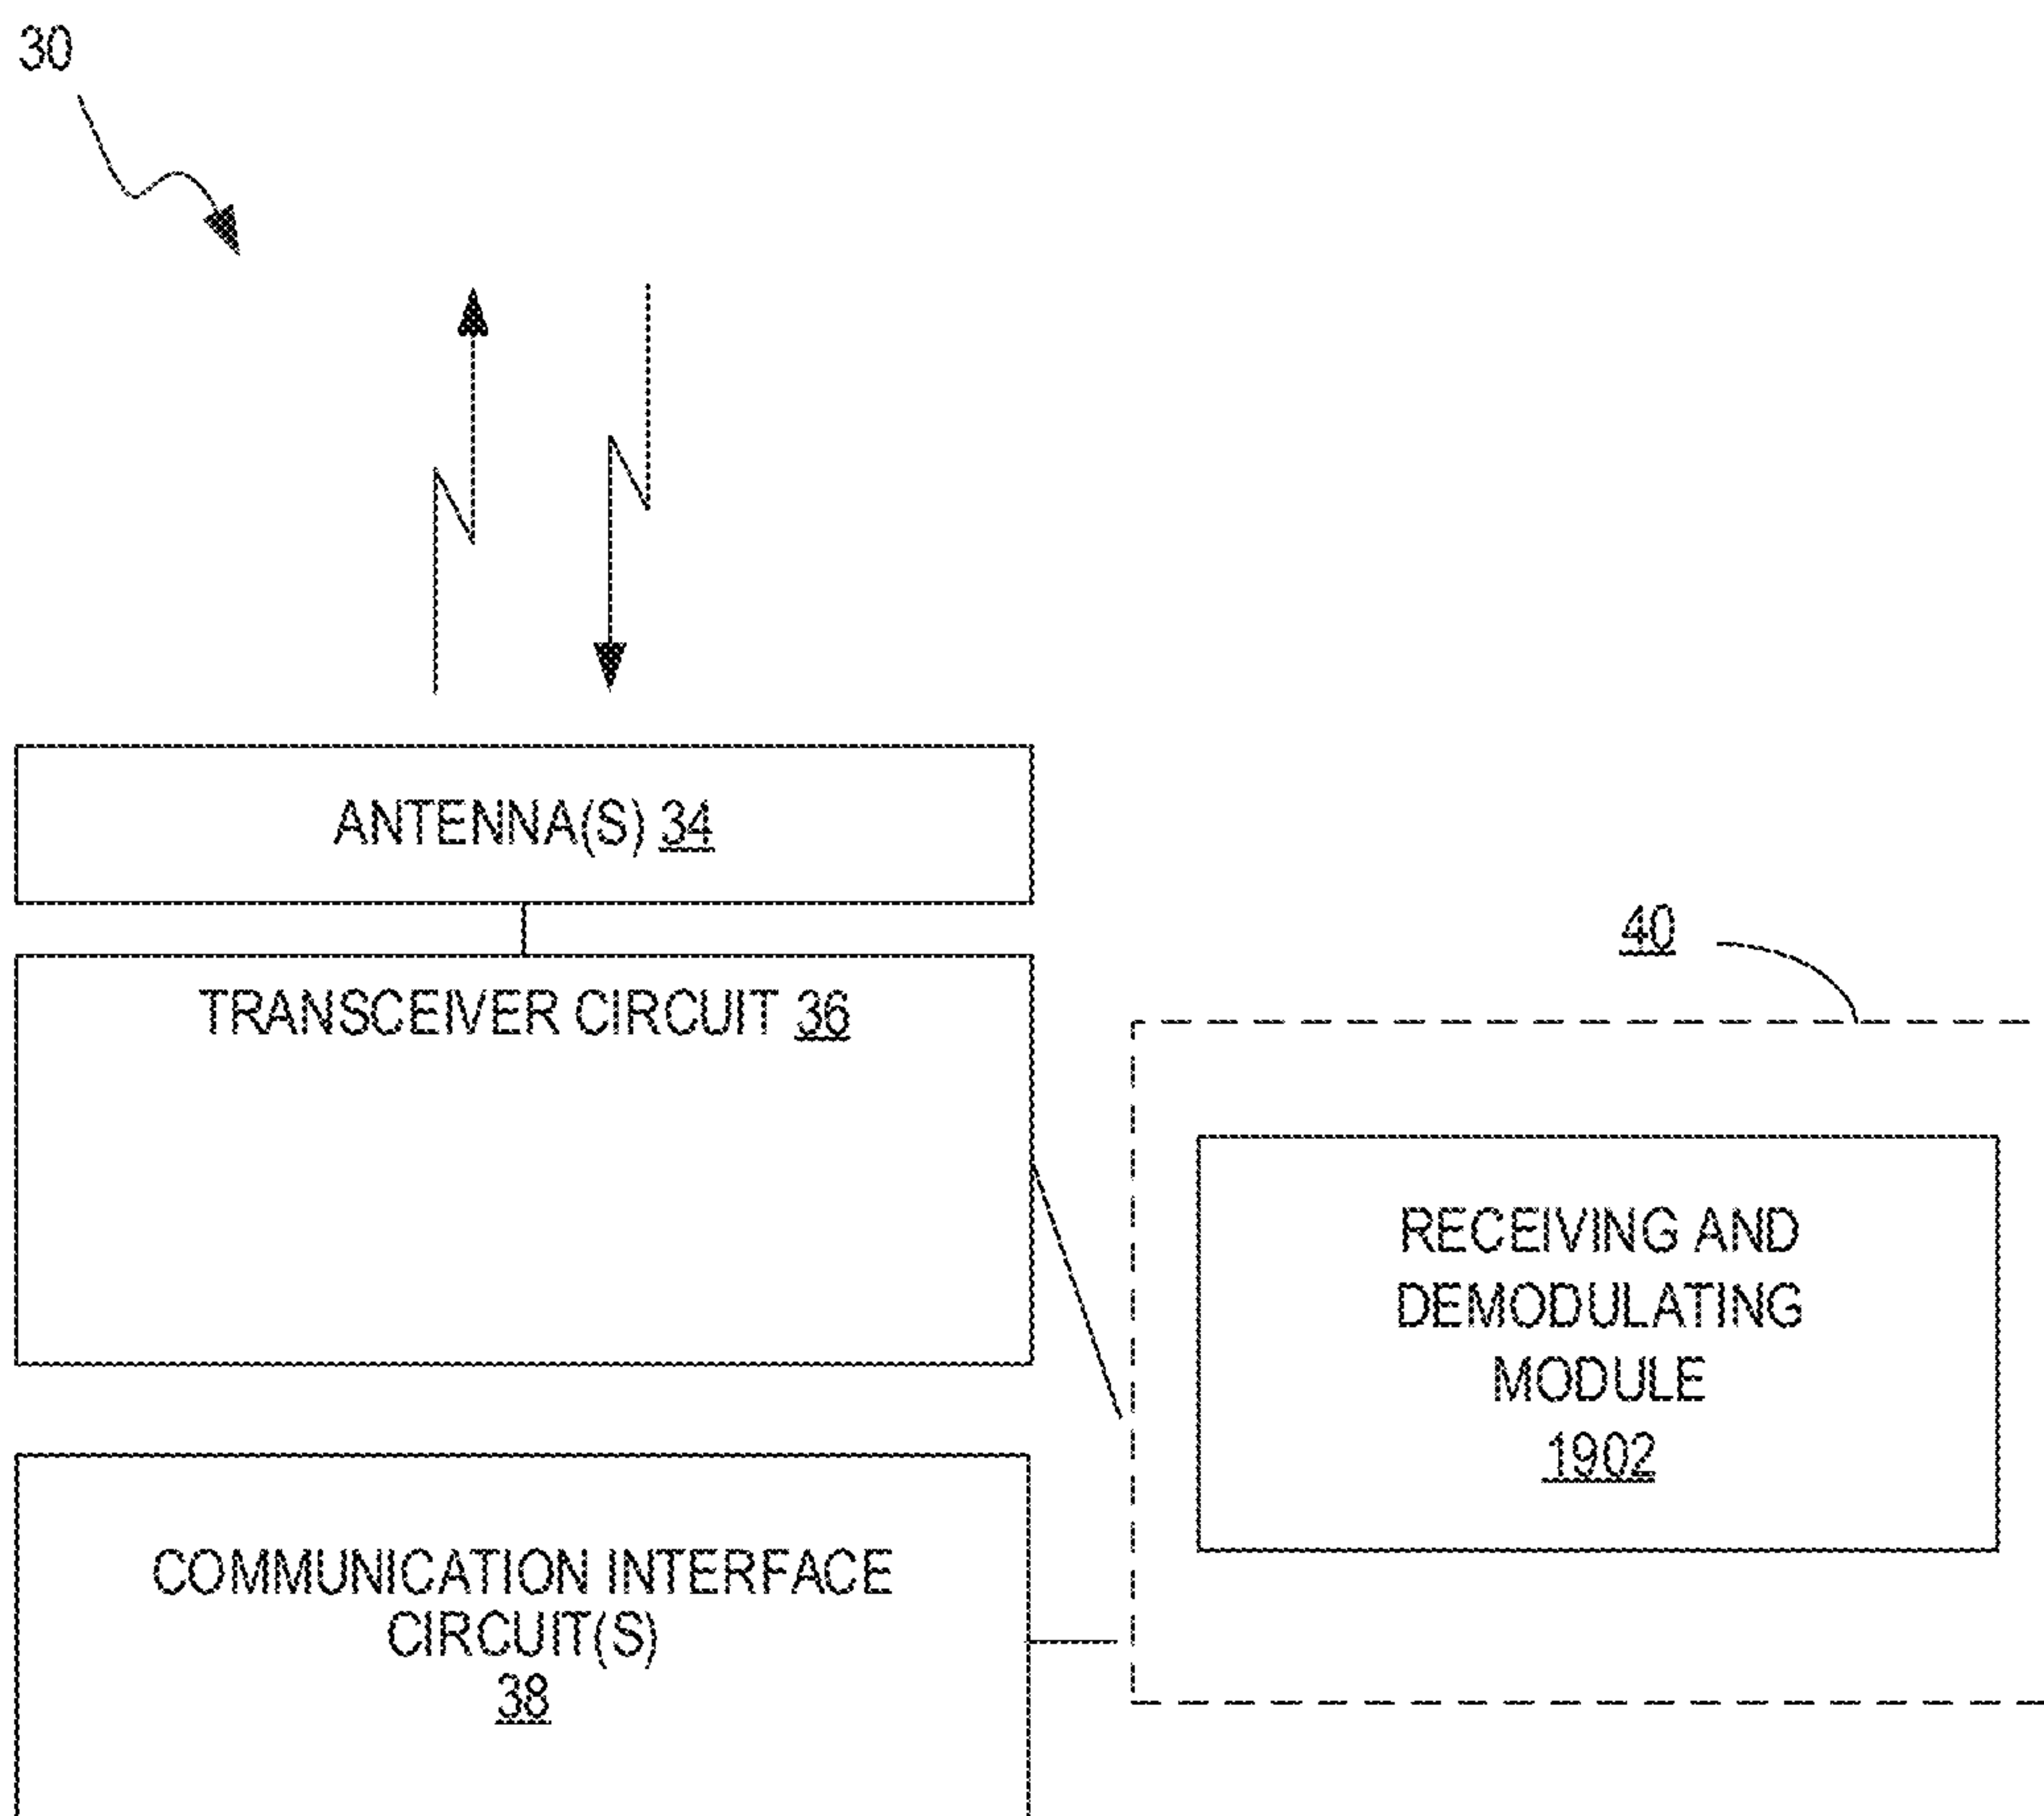 30
ANTENNA(S) 34
40
TRANSCEIVER CIRCUIT 36
RECEIVING AND
DEMODULATING
MODULE
1902
COMMUNICATION INTERFACE
CIRCUIT(S)
38